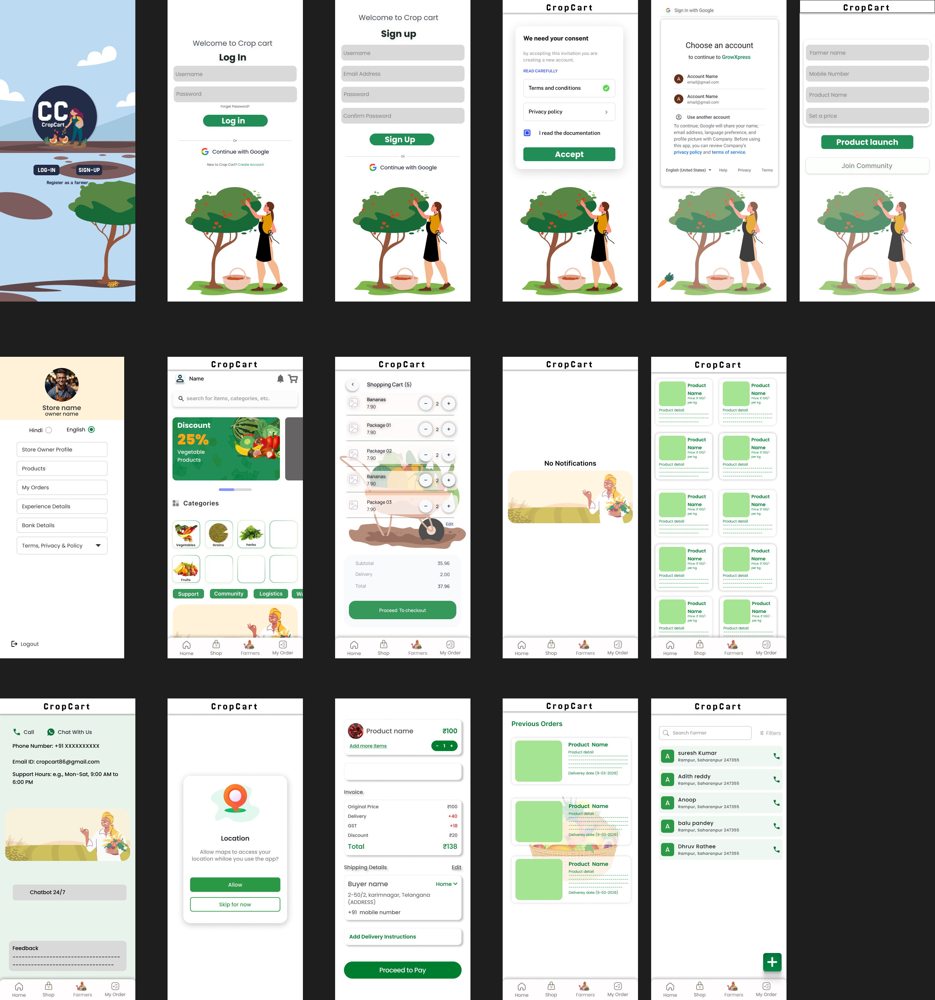 CC
CropCart
LOG-IN
SIGN-UP
Register as a farmer
Welcome to Crop cart
Log In
Username
Password
Forget Password?
Log in
Or
Continue with Google
New to Crop Cart? Create Account
Welcome to Crop cart
Sign up
Username
Email Address
Password
Confirm Password
Sign Up
Or
Continue with Google
CropCart
We need your consent
by accepting this invitation you are
creating a new account.
READ CAREFULLY
Terms and conditions
Privacy policy
I read the documentation
Accept
Sign in with Google
Choose an account
to continue to GrowXpress
A
Account Name
email@gmail.com
A
Account Name
email@gmail.com
Use another account
To continue, Google will share your name,
email address, language preference, and
profile picture with Company. Before using
this app, you can review Company's
privacy policy and terms of service.
English (United States)
Help
Privacy
Terms
CropCart
Farmer name
Mobile Number
Product Name
Set a price
Product launch
Join Community
Store name
owner name
Hindi
English
Store Owner Profile
Products
My Orders
Experience Details
Bank Details
Terms, Privacy & Policy
Logout
CropCart
Name
search for items, categories, etc.
Discount
25%
Vegetable
Products
Categories
Vegetables
Grains
herbs
Fruits
Support
Community
Logistics
Wa
Home
Shop
Farmers
My Order
CropCart
Shopping Cart (5)
Bananas
7.90
− 2 +
Package 01
7.90
− 2 +
Package 02
7.90
− 2 +
Bananas
7.90
− 2 +
Package 03
7.90
− 2 +
Edit
Subtotal 35.96
Delivery 2.00
Total 37.96
Proceed To checkout
Home
Shop
Farmers
My Order
CropCart
No Notifications
Home
Shop
Farmers
My Order
CropCart
Product
Name
Price: ₹ 100/-
per kg
Product detail
Product
Name
Price: ₹ 100/-
per kg
Product detail
Product
Name
Price: ₹ 100/-
per kg
Product detail
Product
Name
Price: ₹ 100/-
per kg
Product detail
Product
Name
Price: ₹ 100/-
per kg
Product detail
Product
Name
Price: ₹ 100/-
per kg
Product detail
Product
Name
Price: ₹ 100/-
per kg
Product detail
Product
Name
Price: ₹ 100/-
per kg
Product detail
Product
Name
Price: ₹ 100/-
per kg
Product detail
Product
Name
Price: ₹ 100/-
per kg
Product detail
Home
Shop
Farmers
My Order
CropCart
Call
Chat With Us
Phone Number: +91 XXXXXXXXXX
Email ID: cropcart86@gmail.com
Support Hours: e.g., Mon-Sat, 9:00 AM to
6:00 PM
Chatbot 24/7
Feedback
Home
Shop
Farmers
My Order
CropCart
Location
Allow maps to access your
location whiloe you use the app?
Allow
Skip for now
Product name ₹100
Add more Items
- 1 +
Invoice
Original Price ₹100
Delivery +40
GST +18
Discount ₹20
Total ₹138
Shipping Details
Edit
Buyer name
Home
2-50/2, karimnagar, Telangana
(ADDRESS)
+91 mobile number
Add Delivery Instructions
Proceed to Pay
CropCart
Previous Orders
Product Name
Product detail
Deliverey date (9-03-2026)
Product Name
Product detail
Deliverey date (9-03-2026)
Product Name
Product detail
Deliverey date (9-03-2026)
Home
Shop
Farmers
My Order
CropCart
Search Farmer
Filters
A
suresh Kumar
Rampur, Saharanpur 247355
A
Adith reddy
Rampur, Saharanpur 247355
A
Anoop
Rampur, Saharanpur 247355
A
balu pandey
Rampur, Saharanpur 247355
A
Dhruv Rathee
Rampur, Saharanpur 247355
Home
Shop
Farmers
My Order